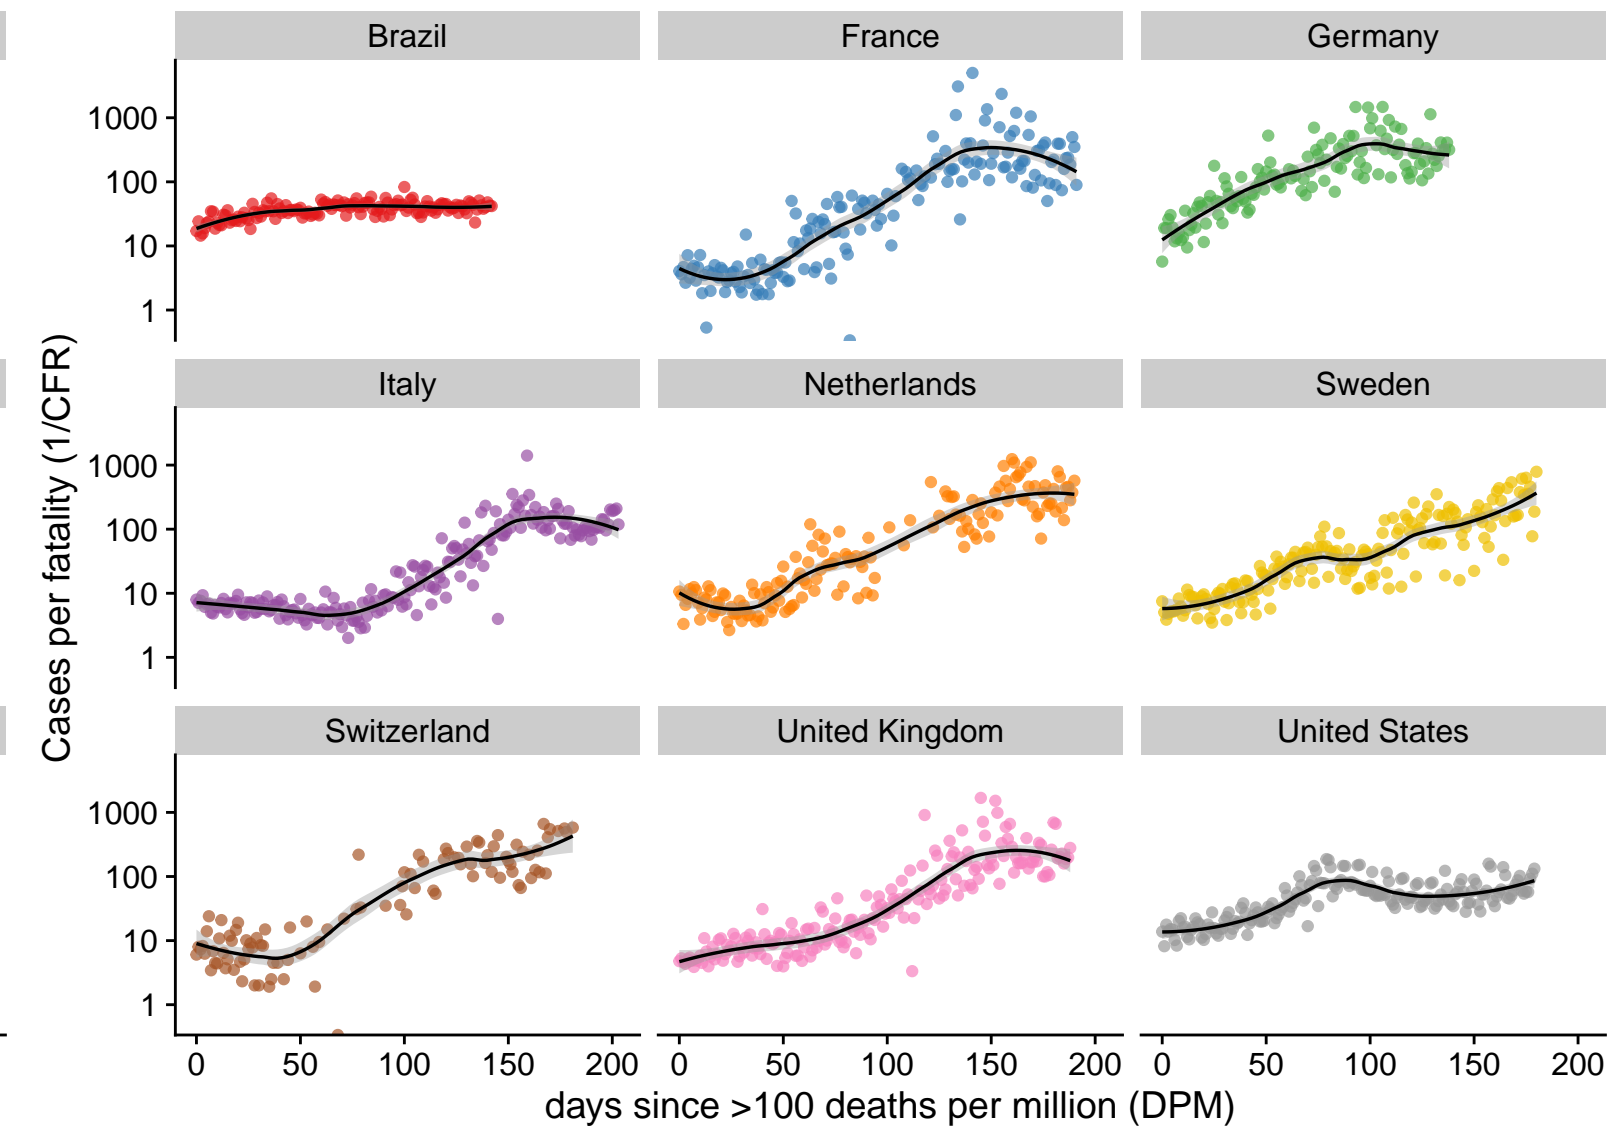 Brazil
France
Germany
1000
100
10
1
Italy
Netherlands
Sweden
1000
100
10
1
Cases per fatality (1/CFR)
Switzerland
United Kingdom
United States
1000
100
10
1
0 50 100 150 200 0 50 100 150 200 0 50 100 150 200
days since >100 deaths per million (DPM)